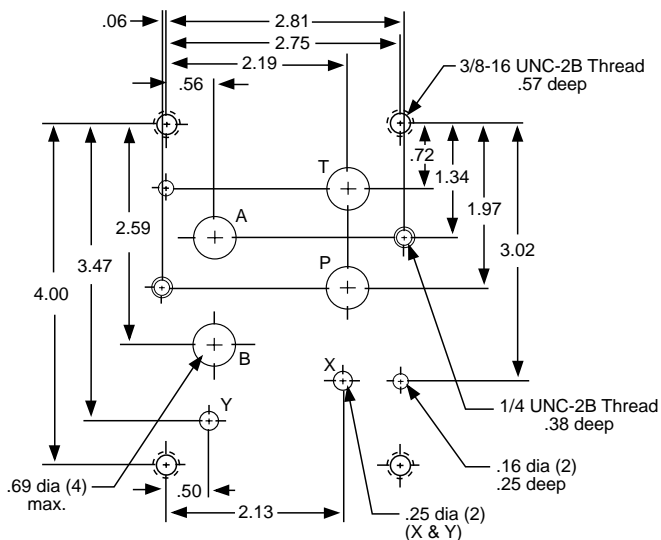 .06
2.81
2.75
2.19
.56
3/8-16 UNC-2B Thread
.57 deep
.72
T
1.34
A
1.97
2.59
3.02
3.47
P
4.00
B
X
Y
1/4 UNC-2B Thread
.38 deep
.69 dia (4)
max.
.50
2.13
.16 dia (2)
.25 deep
.25 dia (2)
(X & Y)